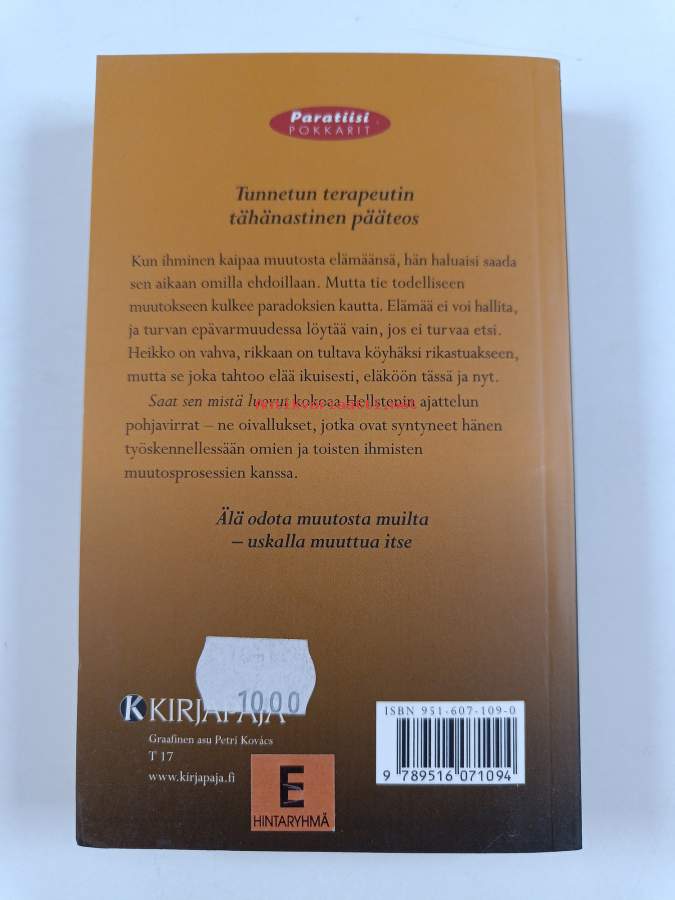 Paratiisi
POKKARIT
Tunnetun terapeutin
tähänastinen pääteos
Kun ihminen kaipaa muutosta elämäänsä, hän haluaisi saada
sen aikaan omilla ehdoillaan. Mutta tie todelliseen
muutokseen kulkee paradoksien kautta. Elämää ei voi hallita,
ja turvan epävarmuudessa löytää vain, jos ei turvaa etsi.
Heikko on vahva, rikkaan on tultava köyhäksi rikastuakseen,
mutta se joka tahtoo elää ikuisesti, eläköön tässä ja nyt.
Saat sen mistä luovut kokoaa Hellstenin ajattelun
Antikvariaatti.net
pohjavirrat – ne oivallukset, jotka ovat syntyneet hänen
työskennellessään omien ja toisten ihmisten
muutosprosessien kanssa.
Älä odota muutosta muilta
– uskalla muuttua itse
1000
KIRJAPAJA
Graafinen asu Petri Kovács
T 17
www.kirjapaja.fi
E
HINTARYHMÄ
ISBN 951-607-109-0
9 789516 071094